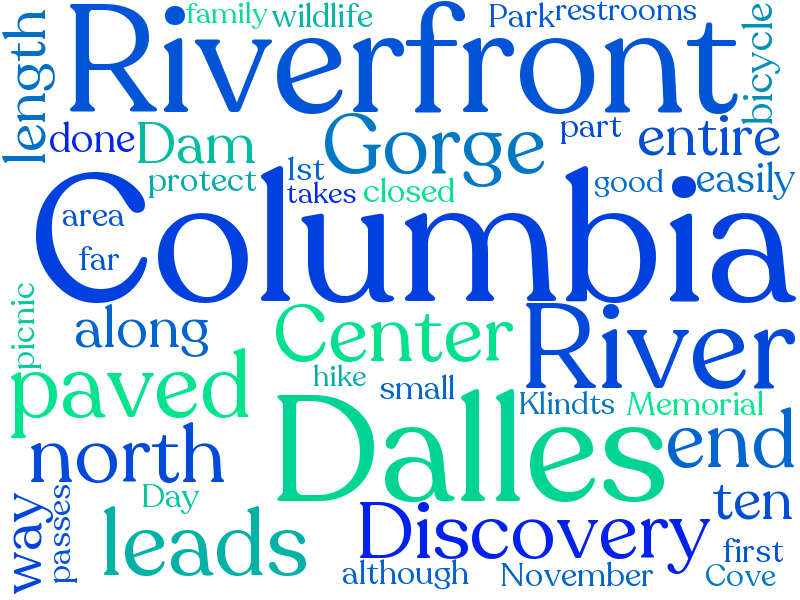 family wildlife Park restrooms
Riverfront
length
bicycle
done Dam Gorge part entire
protect 1st takes closed good easily
Columbia
area
far
picnic
along Center River
hike small Klindts Memorial
paved
Dalles
north
end
Day
ten
way
passes
leads Discovery
first
although November Cove